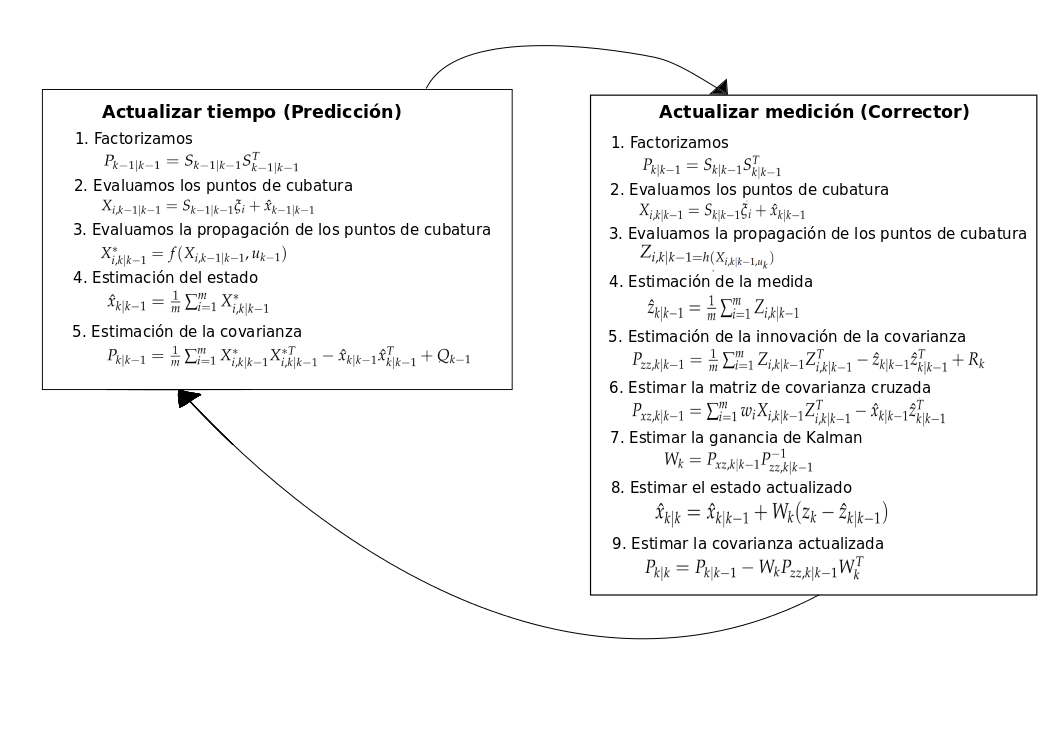 Actualizar tiempo (Predicción)
1. Factorizamos
$P_{k-1|k-1} = S_{k-1|k-1}S^T_{k-1|k-1}$
2. Evaluamos los puntos de cubatura
$X_{i,k-1|k-1} = S_{k-1|k-1}\xi_i + \hat{x}_{k-1|k-1}$
3. Evaluamos la propagación de los puntos de cubatura
$X^*_{i,k|k-1} = f(X_{i,k-1|k-1}, u_{k-1})$
4. Estimación del estado
$\hat{x}_{k|k-1} = \frac{1}{m}\sum_{i=1}^{m} X^*_{i,k|k-1}$
5. Estimación de la covarianza
$P_{k|k-1} = \frac{1}{m}\sum_{i=1}^{m} X^*_{i,k|k-1}X^{*T}_{i,k|k-1} - \hat{x}_{k|k-1}\hat{x}^T_{k|k-1} + Q_{k-1}$
Actualizar medición (Corrector)
1. Factorizamos
$P_{k|k-1} = S_{k|k-1}S^T_{k|k-1}$
2. Evaluamos los puntos de cubatura
$X_{i,k|k-1} = S_{k|k-1}\xi_i + \hat{x}_{k|k-1}$
3. Evaluamos la propagación de los puntos de cubatura
$Z_{i,k|k-1=h(X_{i,k|k-1,u_k})}$
4. Estimación de la medida
$\hat{z}_{k|k-1} = \frac{1}{m}\sum_{i=1}^{m} Z_{i,k|k-1}$
5. Estimación de la innovación de la covarianza
$P_{zz,k|k-1} = \frac{1}{m}\sum_{i=1}^{m} Z_{i,k|k-1}Z^T_{i,k|k-1} - \hat{z}_{k|k-1}\hat{z}^T_{k|k-1} + R_k$
6. Estimar la matriz de covarianza cruzada
$P_{xz,k|k-1} = \sum_{i=1}^{m} w_i X_{i,k|k-1}Z^T_{i,k|k-1} - \hat{x}_{k|k-1}\hat{z}^T_{k|k-1}$
7. Estimar la ganancia de Kalman
$W_k = P_{xz,k|k-1}P^{-1}_{zz,k|k-1}$
8. Estimar el estado actualizado
$\hat{x}_{k|k} = \hat{x}_{k|k-1} + W_k(z_k - \hat{z}_{k|k-1})$
9. Estimar la covarianza actualizada
$P_{k|k} = P_{k|k-1} - W_k P_{zz,k|k-1}W^T_k$